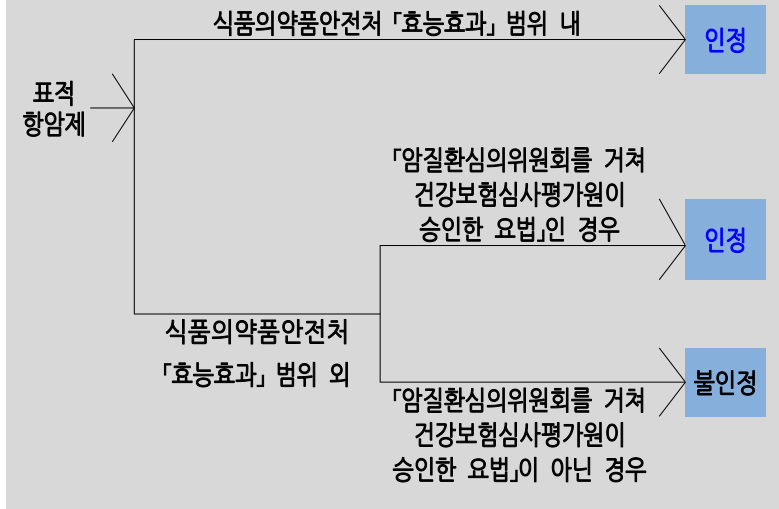 식품의약품안전처 「효능효과」 범위 내
인정
표적
항암제
「암질환심의위원회를 거쳐
건강보험심사평가원이
승인한 요법」인 경우
인정
식품의약품안전처
「효능효과」 범위 외
불인정
「암질환심의위원회를 거쳐
건강보험심사평가원이
승인한 요법」이 아닌 경우